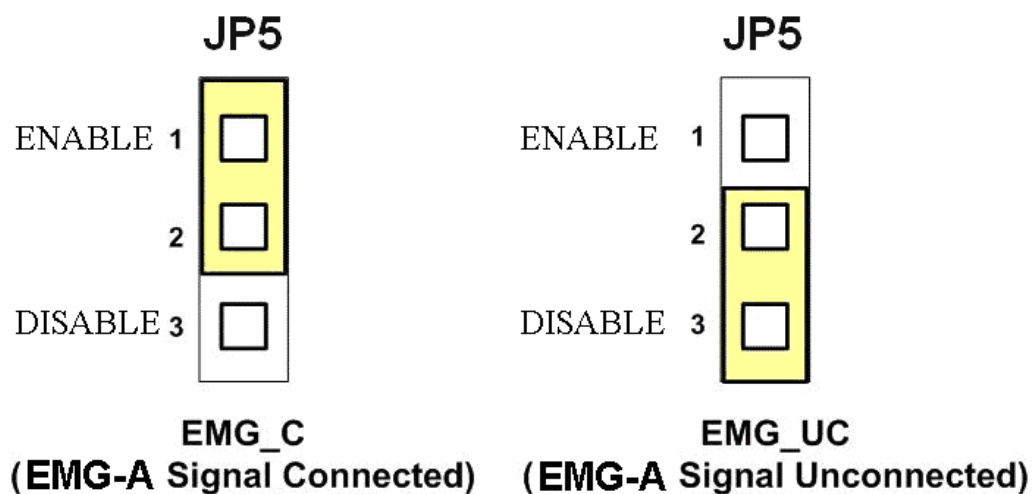 JP5
ENABLE 1
2
DISABLE 3
EMG_C
(EMG-A Signal Connected)
JP5
ENABLE 1
2
DISABLE 3
EMG_UC
(EMG-A Signal Unconnected)